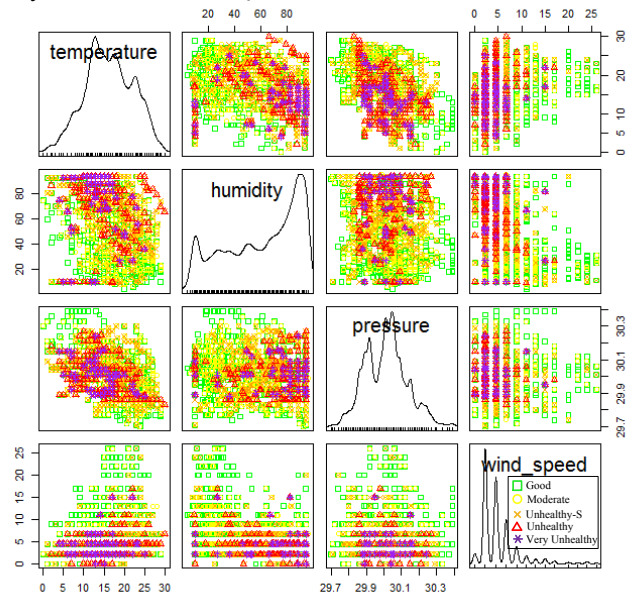 20 40 60 80
0 5 10 15 20 25
temperature
0 5 10 15 20 25 30
20 40 60 80
humidity
pressure
29.7 29.9 30.1 30.3
0 5 10 15 20 25
wind_speed
Good
Moderate
Unhealthy-S
Unhealthy
Very Unhealthy
0 5 10 15 20 25 30
29.7 29.9 30.1 30.3